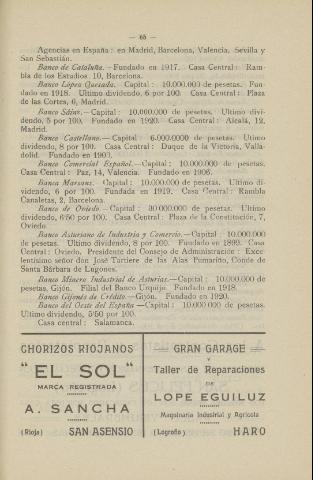 — 65 —
Agencias en España: en Madrid, Barcelona, Valencia, Sevilla y
San Sebastián.
Banco de Cataluña.—Fundado en 1917. Casa Central: Ram-
bla de los Estudios, 10, Barcelona.
Banco López Quesada.—Capital: 10.000.000 de pesetas. Fun-
dado en 1918. Ultimo dividendo, 6 por 100. Casa Central: Plaza
de las Cortes, 6, Madrid.
Banco Sáinz.—Capital: 10.000.000 de pesetas. Ultimo divi-
dendo, 5 por 100. Fundado en 1920. Casa Central: Alcalá, 12,
Madrid.
Banco Castellano.—Capital: 6.000.000 de pesetas. Ultimo
dividendo, 8 por 100. Casa Central: Duque de la Victoria, Valla-
dolid. Fundado en 1903.
Banco Comercial Español.—Capital: 10.000.000 de pesetas.
Casa Central: Paz, 14, Valencia. Fundado en 1906.
Banco Marsans.—Capital: 10.000.000 de pesetas. Ultimo di-
videndo, 6 por 100. Fundado en 1919. Casa Central: Rambla
Canaletas, 2, Barcelona.
Banco de Oviedo.—Capital: 30.000.000 de pesetas. Ultimo
dividendo, 6'50 por 100. Casa Central: Plaza de la Constitución, 7,
Oviedo
Banco Asturiano de Industria y Comercio.—Capital: 10.000.000
de pesetas. Ultimo dividendo, 8 por 100. Fundado en 1899. Casa
Central: Oviedo. Presidente del Consejo de Administración: Exce-
lentísimo señor don José Tartiere de las Alas Pumariño, Conde de
Santa Bárbara de Lugones.
Banco Minero Industrial de Asturias.—Capital: 10.000.000 de
pesetas, Gijón. Filial del Banco Urquijo. Fundado en 1918.
Banco Gijonés de Crédito.—Gijón. Fundado en 1920.
Banco del Oeste de España—Capital: 10.000.000 de pesetas.
Ultimo dividendo, 5'50 por 100.
Casa central: Salamanca.
CHORIZOS RIOJANOS
"EL SOL"
MARCA REGISTRADA
A. SANCHA
(Rioja) SAN ASENSIO
GRAN GARAGE
Y
Taller de Reparaciones
DE
LOPE EGUILUZ
Maquinaria Industrial y Agrícola
(Logroño) HARO